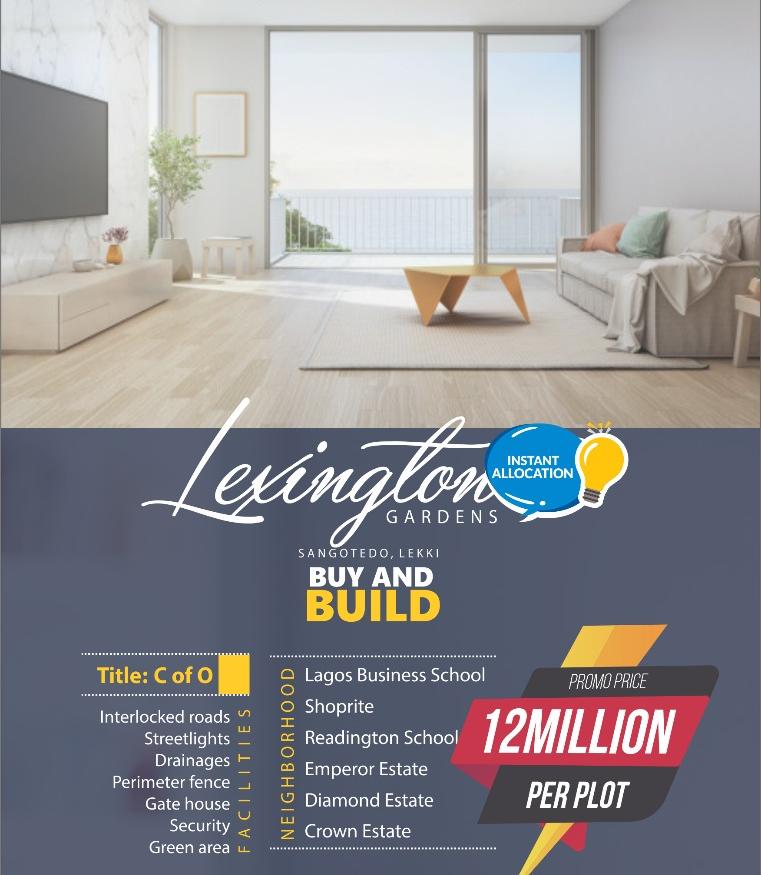 Lexington
INSTANT
ALLOCATION
GARDENS
SANGOTEDO, LEKKI
BUY AND
BUILD
Title: C of O
Interlocked roads
Streetlights
Drainages
Perimeter fence
Gate house
Security
Green area
FACILITIES
NEIGHBORHOOD
Lagos Business School
Shoprite
Readington School
Emperor Estate
Diamond Estate
Crown Estate
PROMO PRICE
12MILLION
PER PLOT